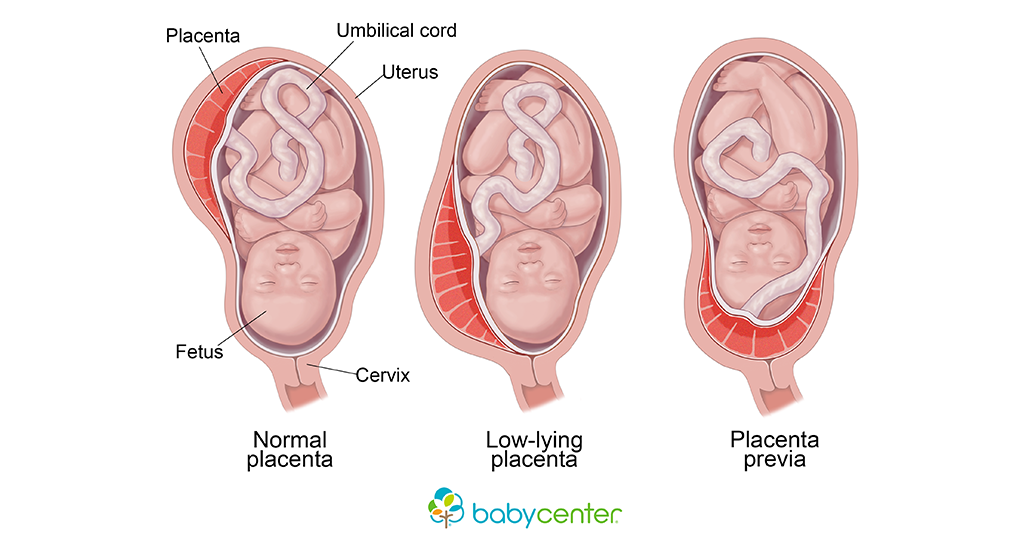 Placenta
Umbilical cord
Uterus
Fetus
Cervix
Normal
placenta
Low-lying
placenta
Placenta
previa
babycenter